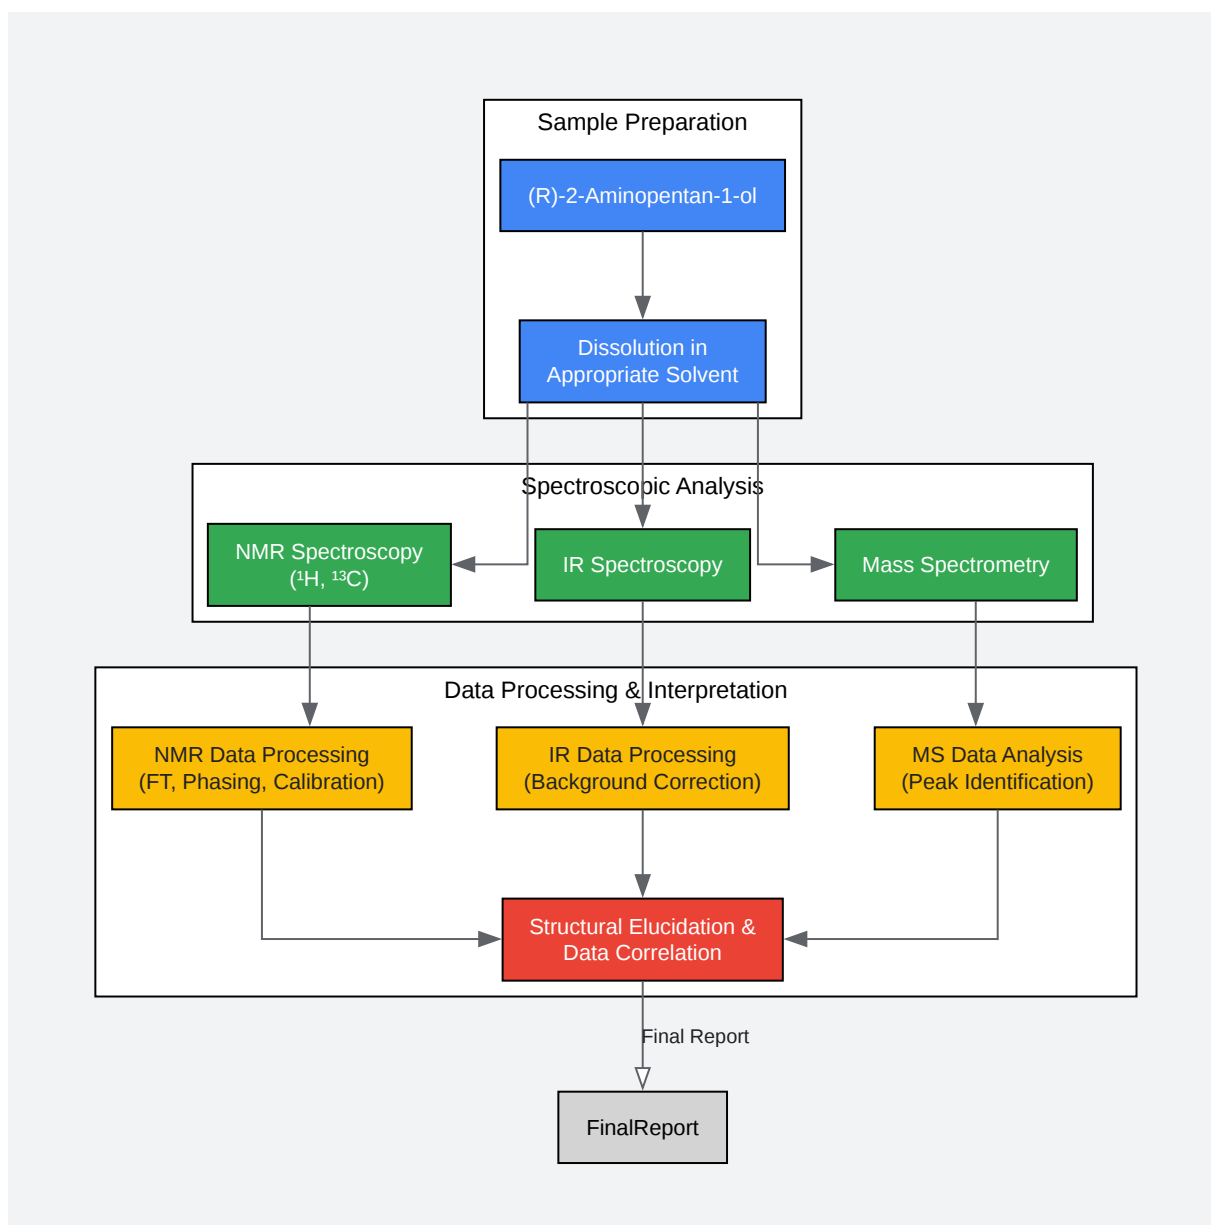 Sample Preparation
(R)-2-Aminopentan-1-ol
Dissolution in
Appropriate Solvent
Spectroscopic Analysis
NMR Spectroscopy
(¹H, ¹³C)
IR Spectroscopy
Mass Spectrometry
Data Processing & Interpretation
NMR Data Processing
(FT, Phasing, Calibration)
IR Data Processing
(Background Correction)
MS Data Analysis
(Peak Identification)
Structural Elucidation &
Data Correlation
Final Report
FinalReport